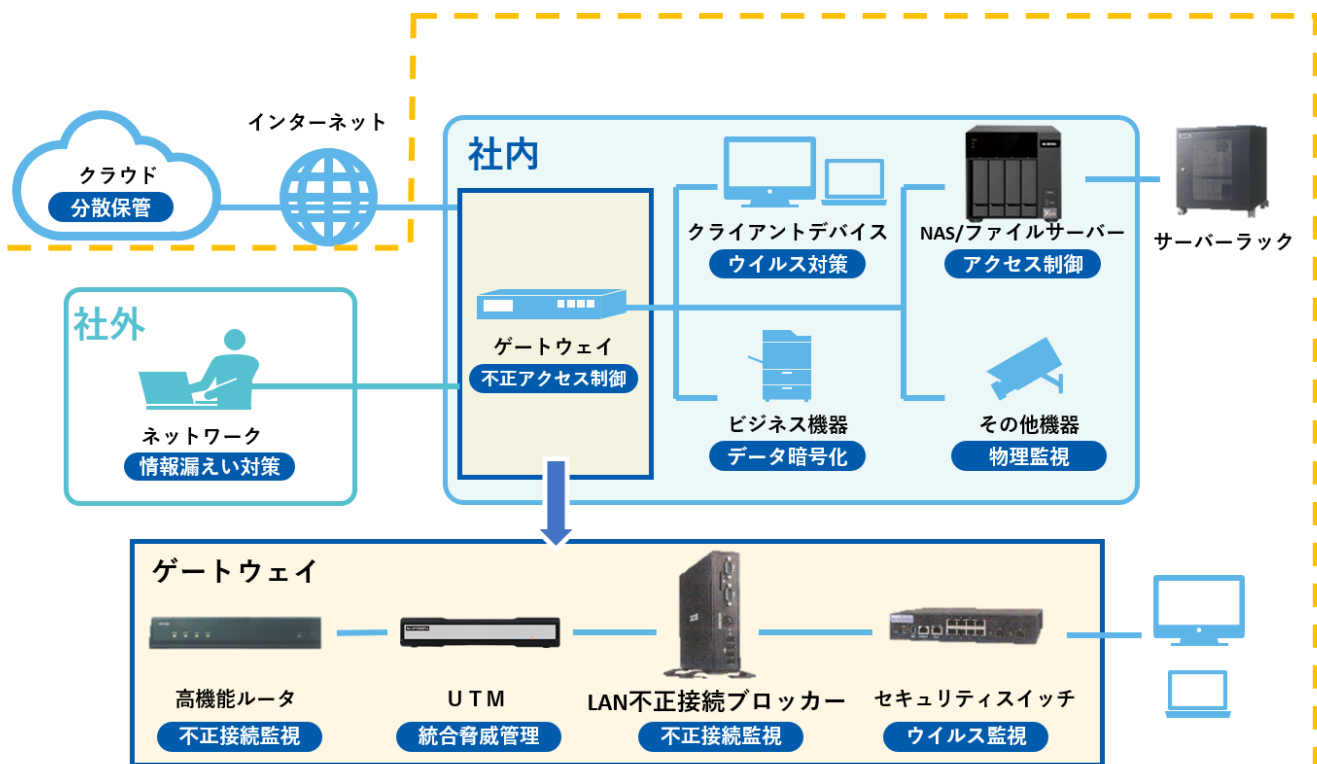 インターネット
クラウド
分散保管
社内
クライアントデバイス
ウイルス対策
NAS/ファイルサーバー
アクセス制御
サーバーラック
社外
ネットワーク
情報漏えい対策
ゲートウェイ
不正アクセス制御
ビジネス機器
データ暗号化
その他機器
物理監視
ゲートウェイ
高機能ルータ
不正接続監視
UTM
統合脅威管理
LAN不正接続ブロッカー
不正接続監視
セキュリティスイッチ
ウイルス監視